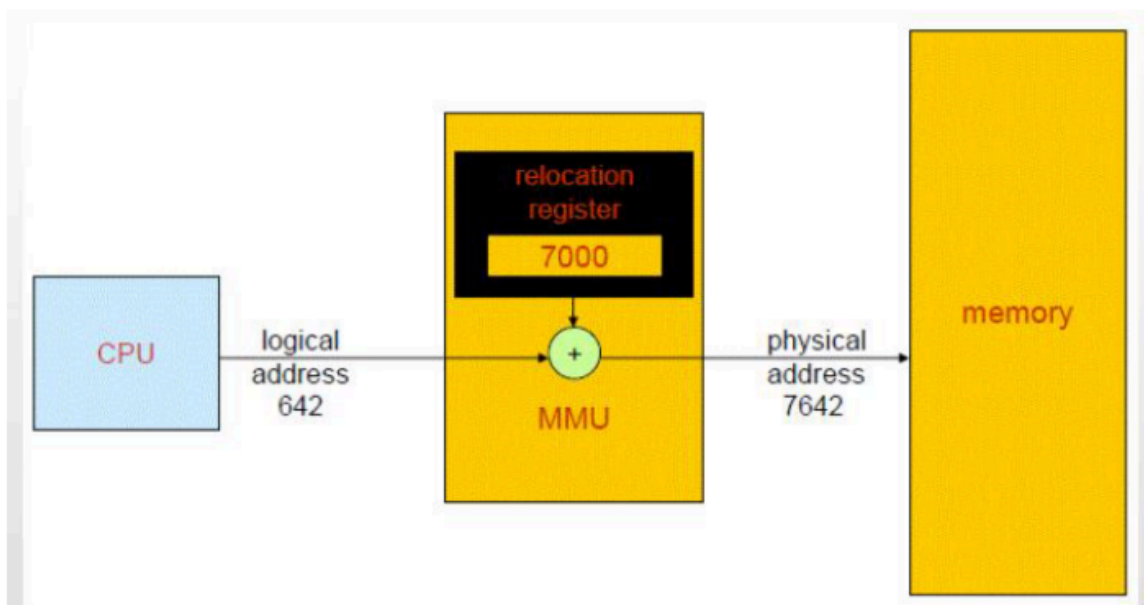 CPU
logical
address
642
relocation
register
7000
+
MMU
physical
address
7642
memory